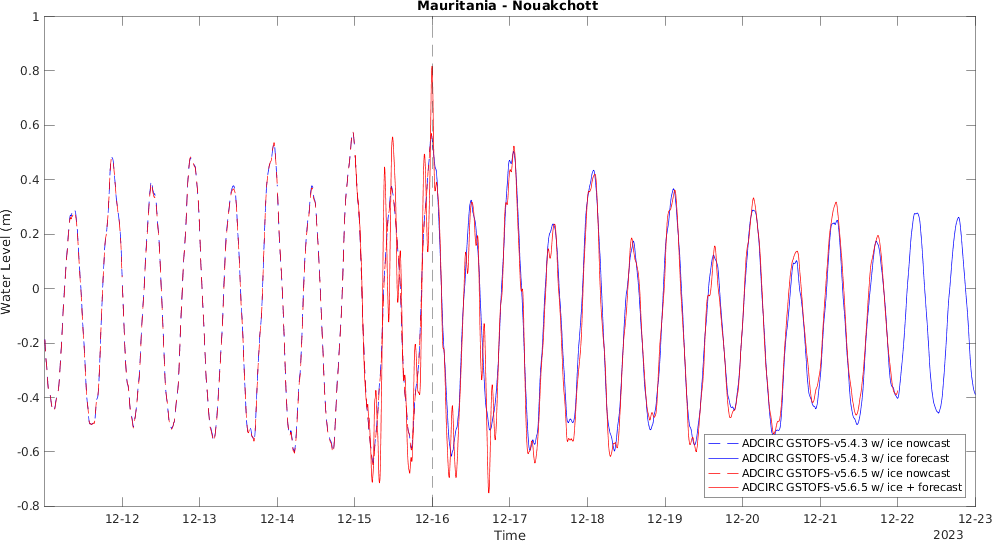 Mauritania - Nouakchott
1
0.8
0.6
0.4
0.2
0
-0.2
-0.4
-0.6
-0.8
Water Level (m)
12-12 12-13 12-14 12-15 12-16 12-17 12-18 12-19 12-20 12-21 12-22 12-23
Time
2023
ADCIRC GSTOFS-v5.4.3 w/ ice nowcast
ADCIRC GSTOFS-v5.4.3 w/ ice forecast
ADCIRC GSTOFS-v5.6.5 w/ ice nowcast
ADCIRC GSTOFS-v5.6.5 w/ ice + forecast